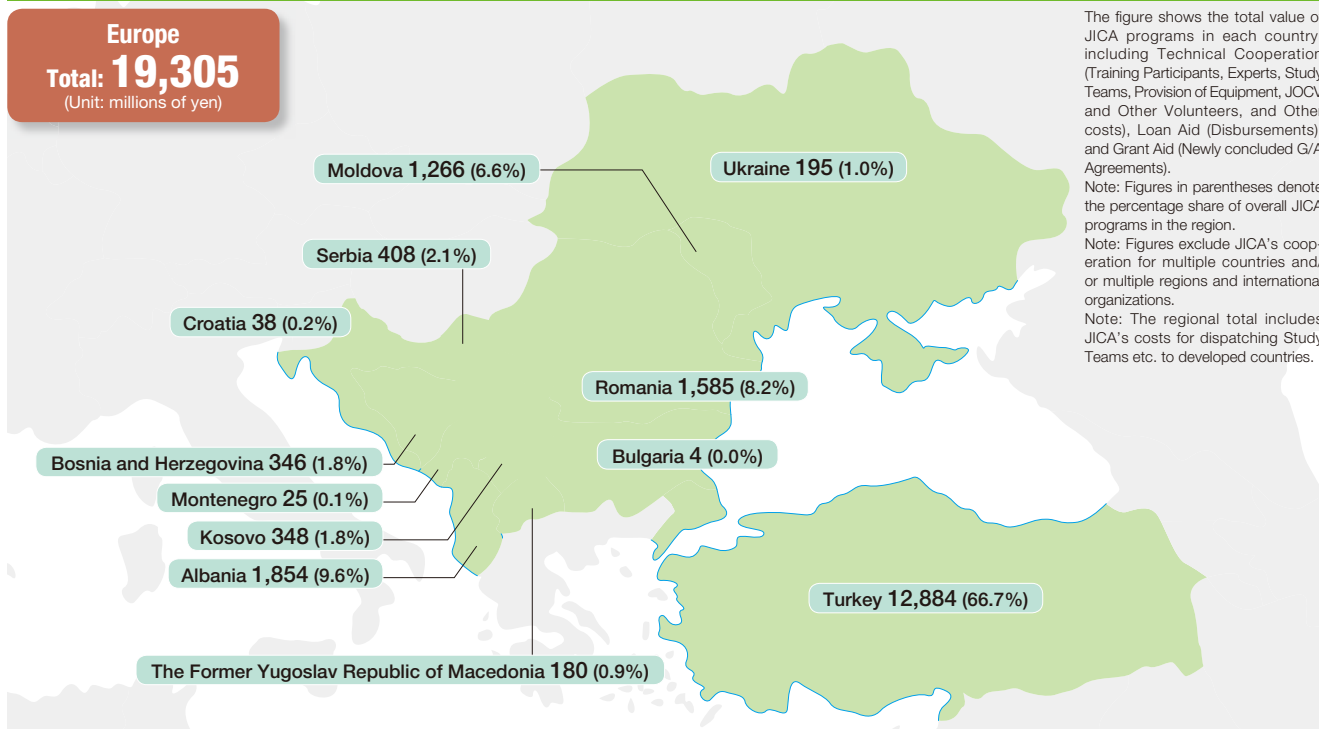 Europe
Total: 19,305
(Unit: millions of yen)
The figure shows the total value o
JICA programs in each country
including Technical Cooperation
(Training Participants, Experts, Study
Teams, Provision of Equipment, JOCV
and Other Volunteers, and Other
costs), Loan Aid (Disbursements)
and Grant Aid (Newly concluded G/A
Agreements).
Note: Figures in parentheses denote
the percentage share of overall JICA
programs in the region.
Note: Figures exclude JICA's coop-
eration for multiple countries and/
or multiple regions and internationa
organizations.
Note: The regional total includes
JICA's costs for dispatching Study
Teams etc. to developed countries.
Moldova 1,266 (6.6%)
Ukraine 195 (1.0%)
Serbia 408 (2.1%)
Croatia 38 (0.2%)
Romania 1,585 (8.2%)
Bulgaria 4 (0.0%)
Bosnia and Herzegovina 346 (1.8%)
Montenegro 25 (0.1%)
Kosovo 348 (1.8%)
Albania 1,854 (9.6%)
Turkey 12,884 (66.7%)
The Former Yugoslav Republic of Macedonia 180 (0.9%)